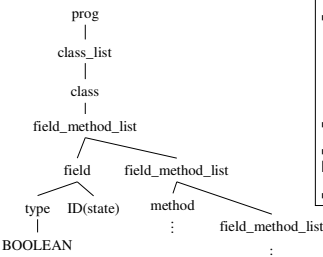 prog
class_list
class
field_method_list
field field_method_list
type ID(state) method field_method_list
BOOLEAN